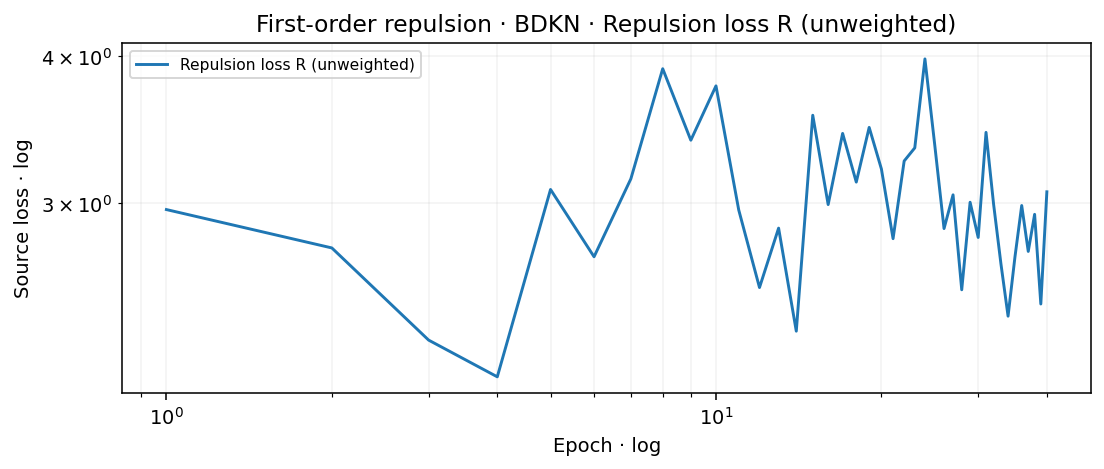 First-order repulsion · BDKN · Repulsion loss R (unweighted)
4 × 10⁰
Repulsion loss R (unweighted)
3 × 10⁰
Source loss · log
10⁰
10¹
Epoch · log